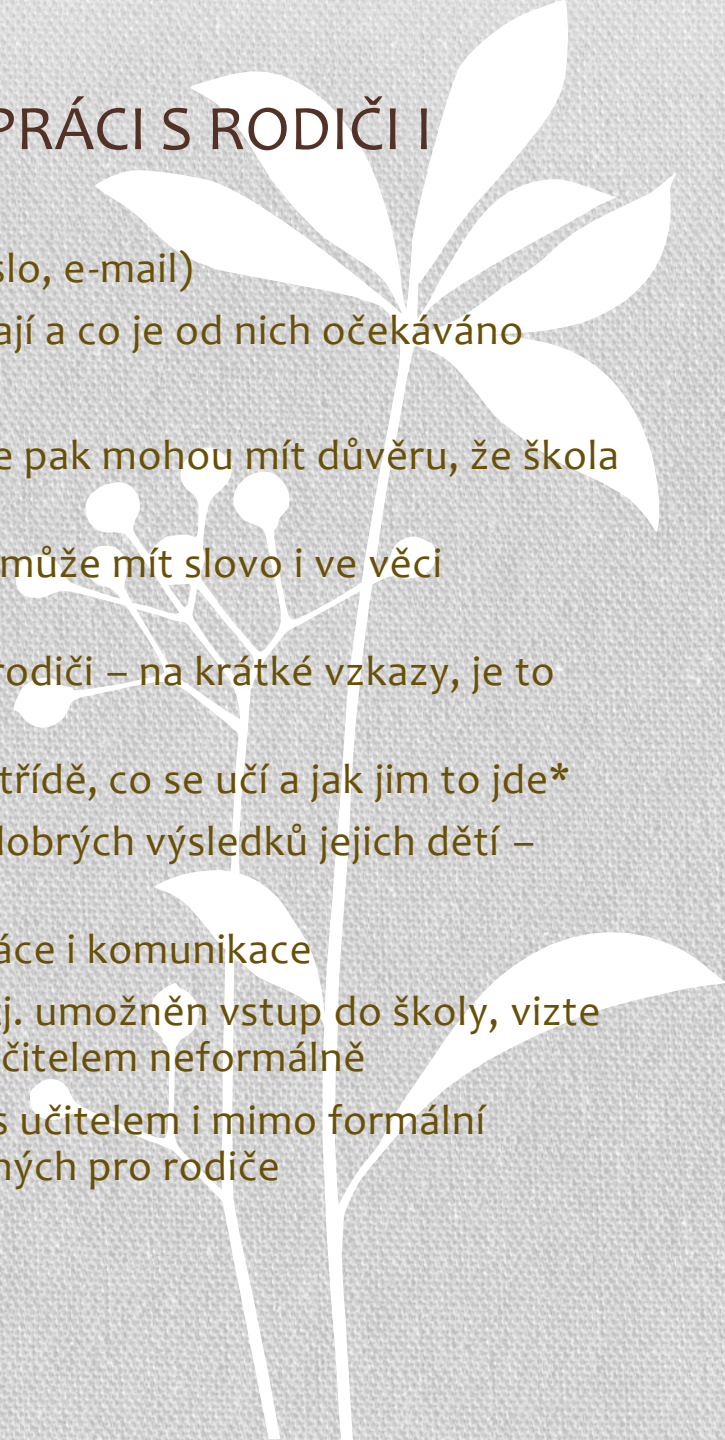 PRÁCI S RODIČI I
slo, e-mail)
ají a co je od nich očekáváno
e pak mohou mít důvěru, že škola
může mít slovo i ve věci
rodiči – na krátké vzkazy, je to
třídě, co se učí a jak jim to jde*
dobrých výsledků jejich dětí –
áce i komunikace
tj. umožněn vstup do školy, vizte
čitelem neformálně
s učitelem i mimo formální
ných pro rodiče